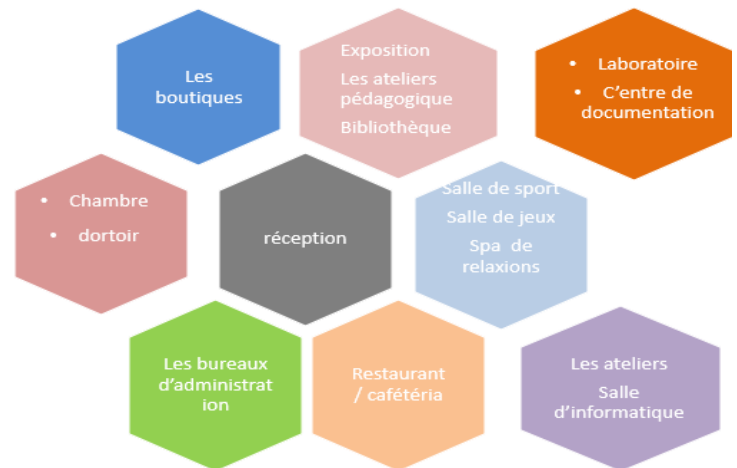 Les
boutiques
Exposition
Les ateliers
pédagogique
Bibliothèque
• Laboratoire
• C'entre de
documentation
• Chambre
• dortoir
réception
Salle de sport
Salle de jeux
Spa de
relaxions
Les bureaux
d'administrat
ion
Restaurant
/ cafétéria
Les ateliers
Salle
d'informatique